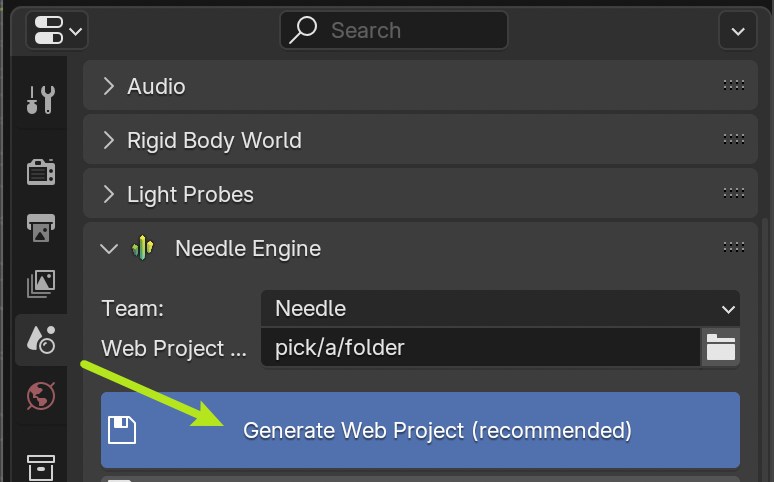 Search
Audio
Rigid Body World
Light Probes
Needle Engine
Team: Needle
Web Project ... pick/a/folder
Generate Web Project (recommended)